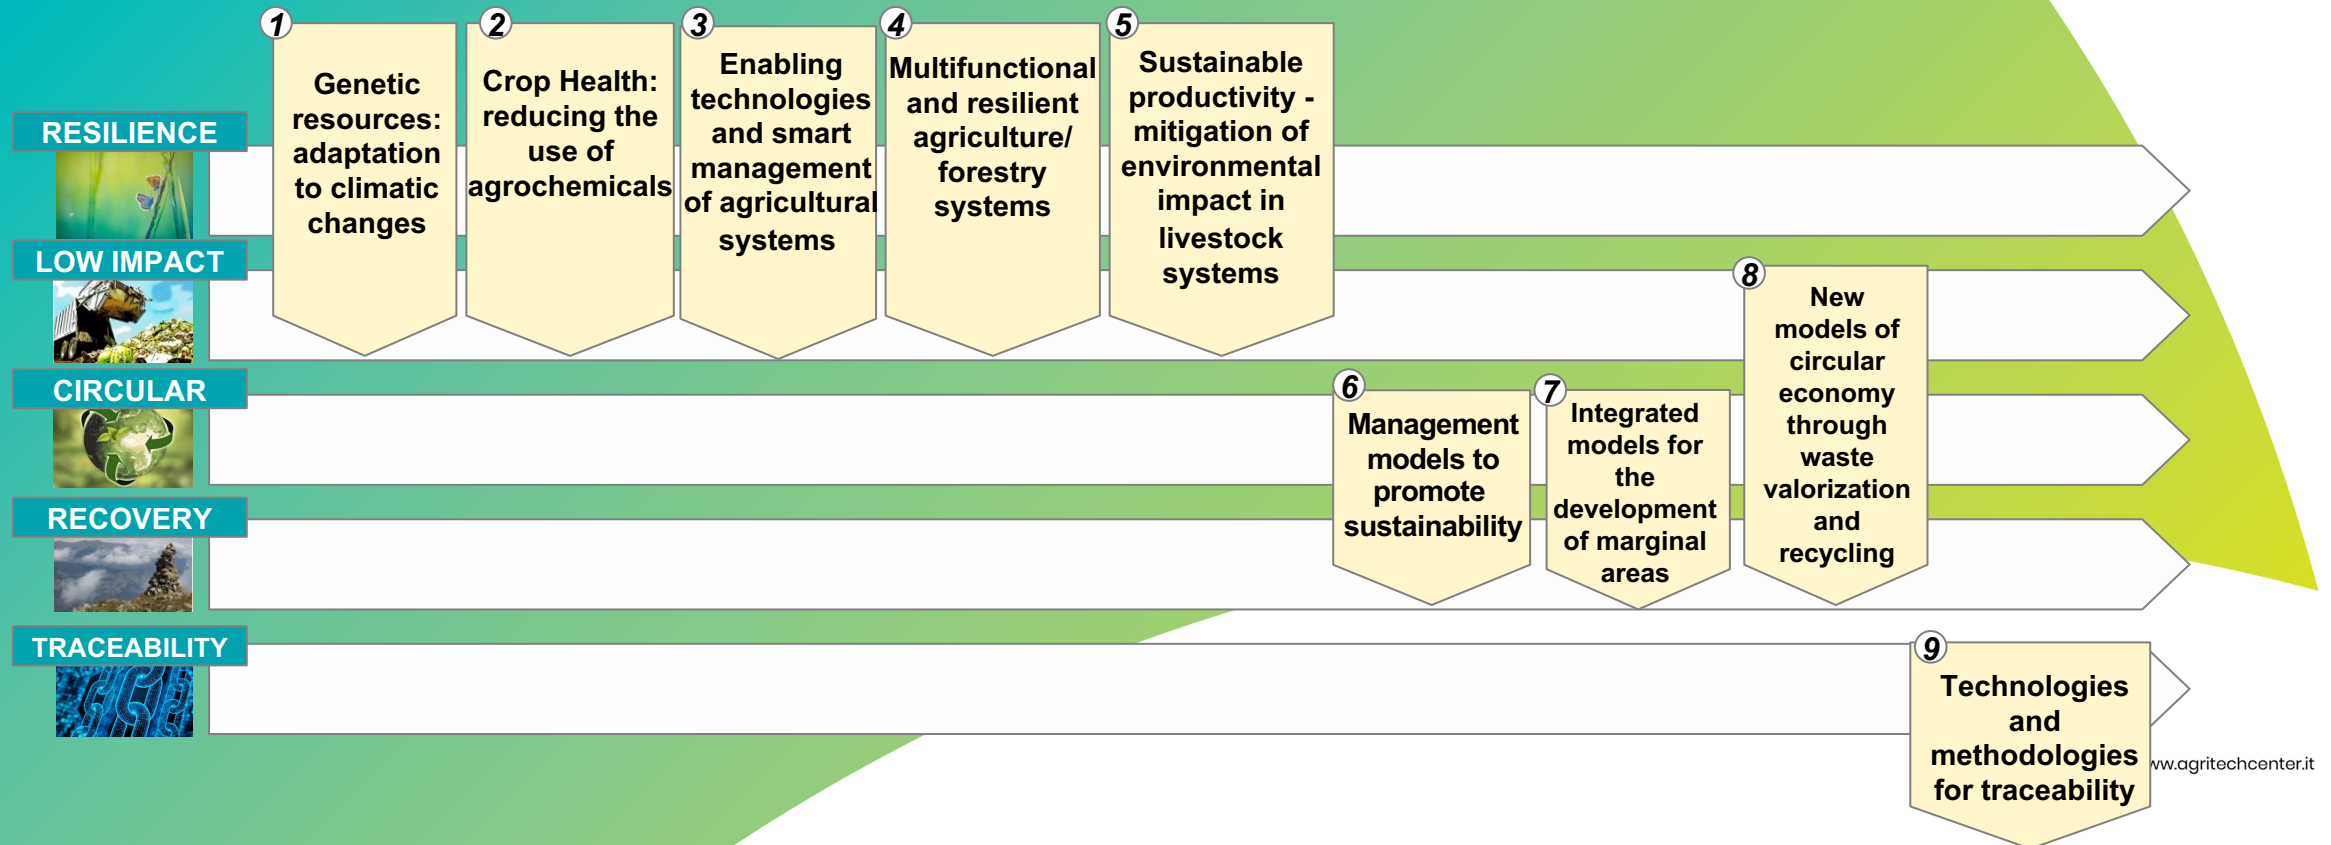 1
Genetic
resources:
adaptation
to climatic
changes
2
Crop Health:
reducing the
use of
agrochemicals
3
Enabling
technologies
and smart
management
of agricultural
systems
4
Multifunctional
and resilient
agriculture/
forestry
systems
5
Sustainable
productivity -
mitigation of
environmental
impact in
livestock
systems
RESILIENCE
LOW IMPACT
CIRCULAR
RECOVERY
TRACEABILITY
6
Management
models to
promote
sustainability
7
Integrated
models for
the
development
of marginal
areas
8
New
models of
circular
economy
through
waste
valorization
and
recycling
9
Technologies
and
methodologies
for traceability
ww.agritechcenter.it